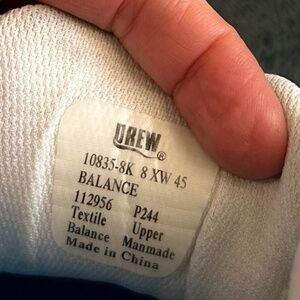 DREW®
10835-8K 8 XW 45
BALANCE
112956 P244
Textile Upper
Balance Manmade
Made in China